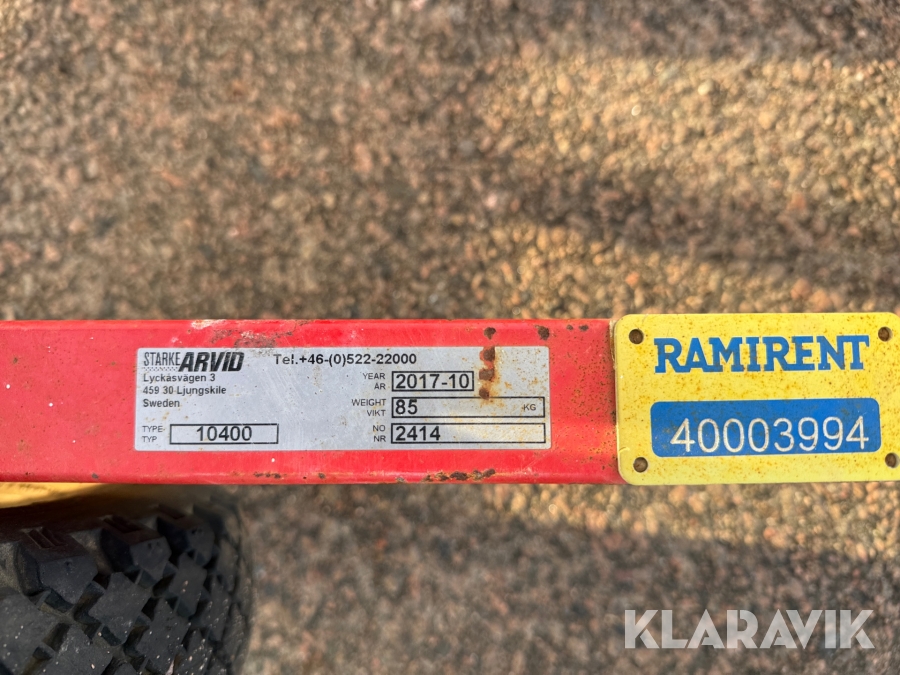 STARKE ARVID
Tel.+46-(0)522-22000
Lyckåsvägen 3
459 30 Ljungskile
Sweden
YEAR
ÅR
2017-10
WEIGHT
VIKT
85 KG
TYPE
TYP
10400
NO
NR
2414
RAMIRENT
40003994
KLARAVIK